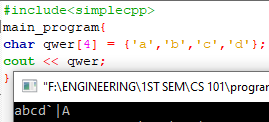 #include<simplecpp>
main_program{
char qwer[4] = {'a','b','c','d'};
cout << qwer;
}
"F:\ENGINEERING\1ST SEM\CS 101\program
abcd`|A